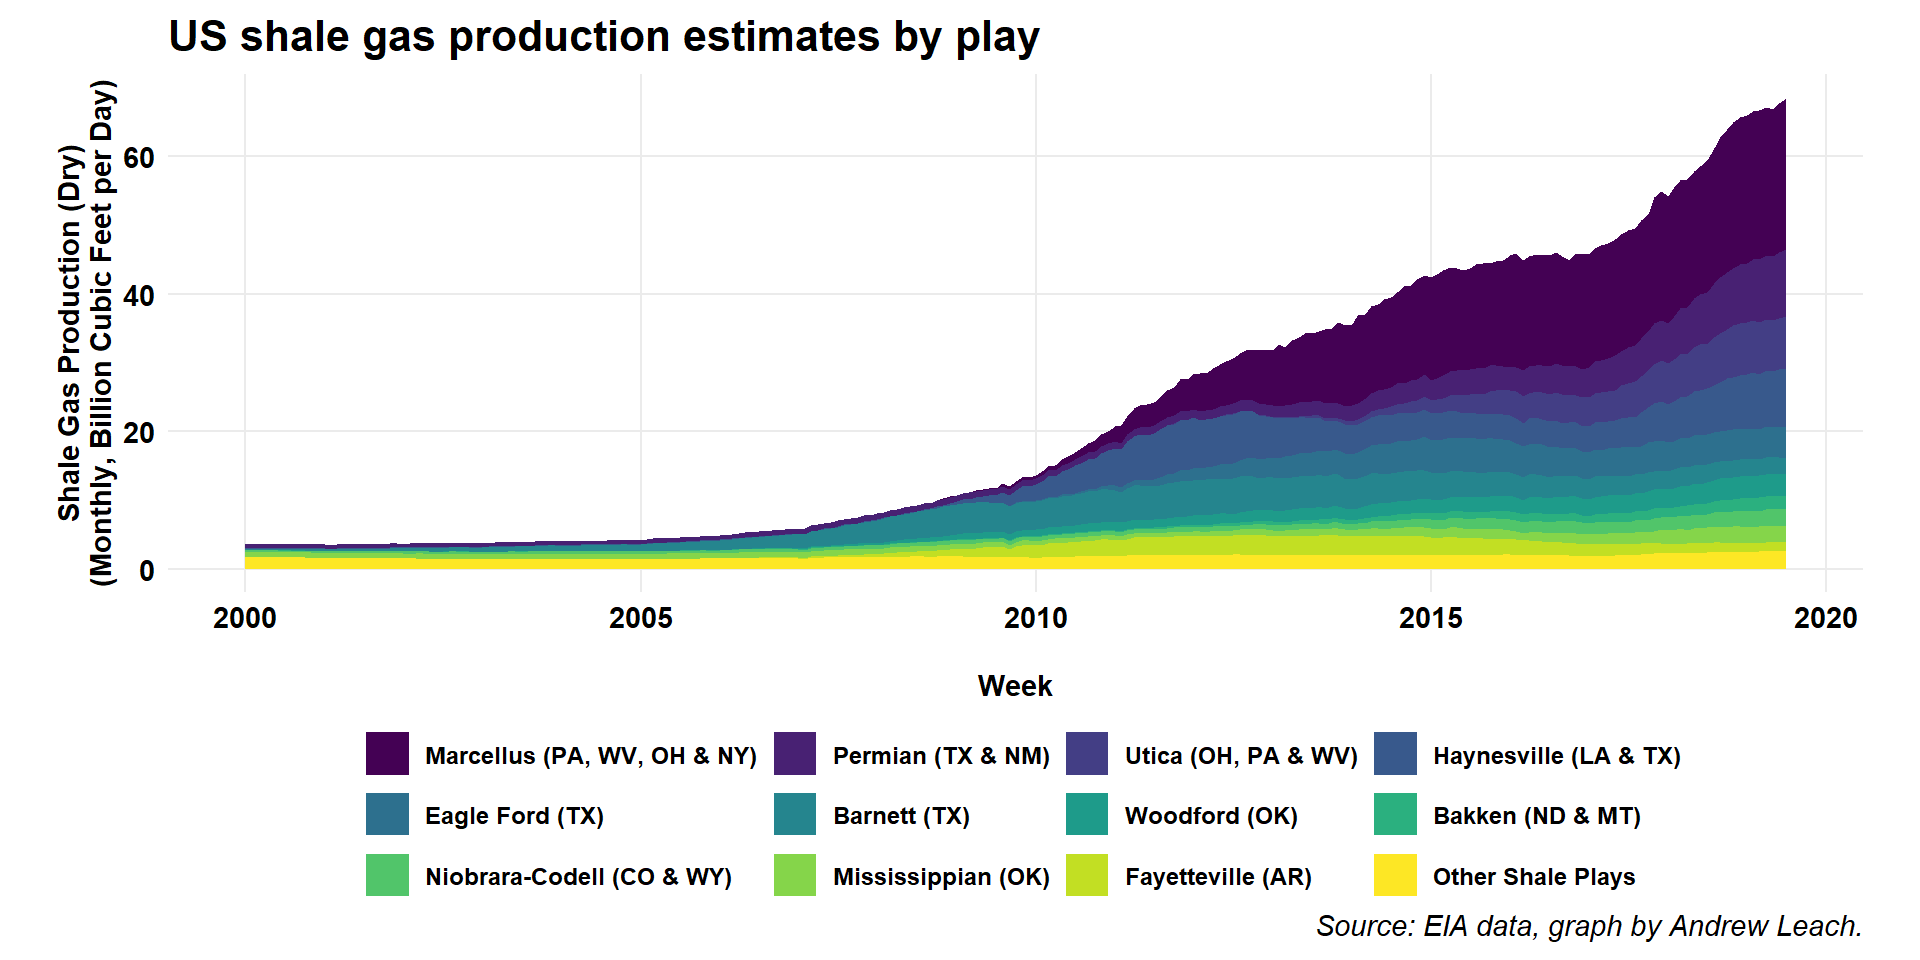 US shale gas production estimates by play
Shale Gas Production (Dry)
(Monthly, Billion Cubic Feet per Day)
60
40
20
0
2000 2005 2010 2015 2020
Week
Marcellus (PA, WV, OH & NY) Permian (TX & NM) Utica (OH, PA & WV) Haynesville (LA & TX)
Eagle Ford (TX) Barnett (TX) Woodford (OK) Bakken (ND & MT)
Niobrara-Codell (CO & WY) Mississippian (OK) Fayetteville (AR) Other Shale Plays
Source: EIA data, graph by Andrew Leach.